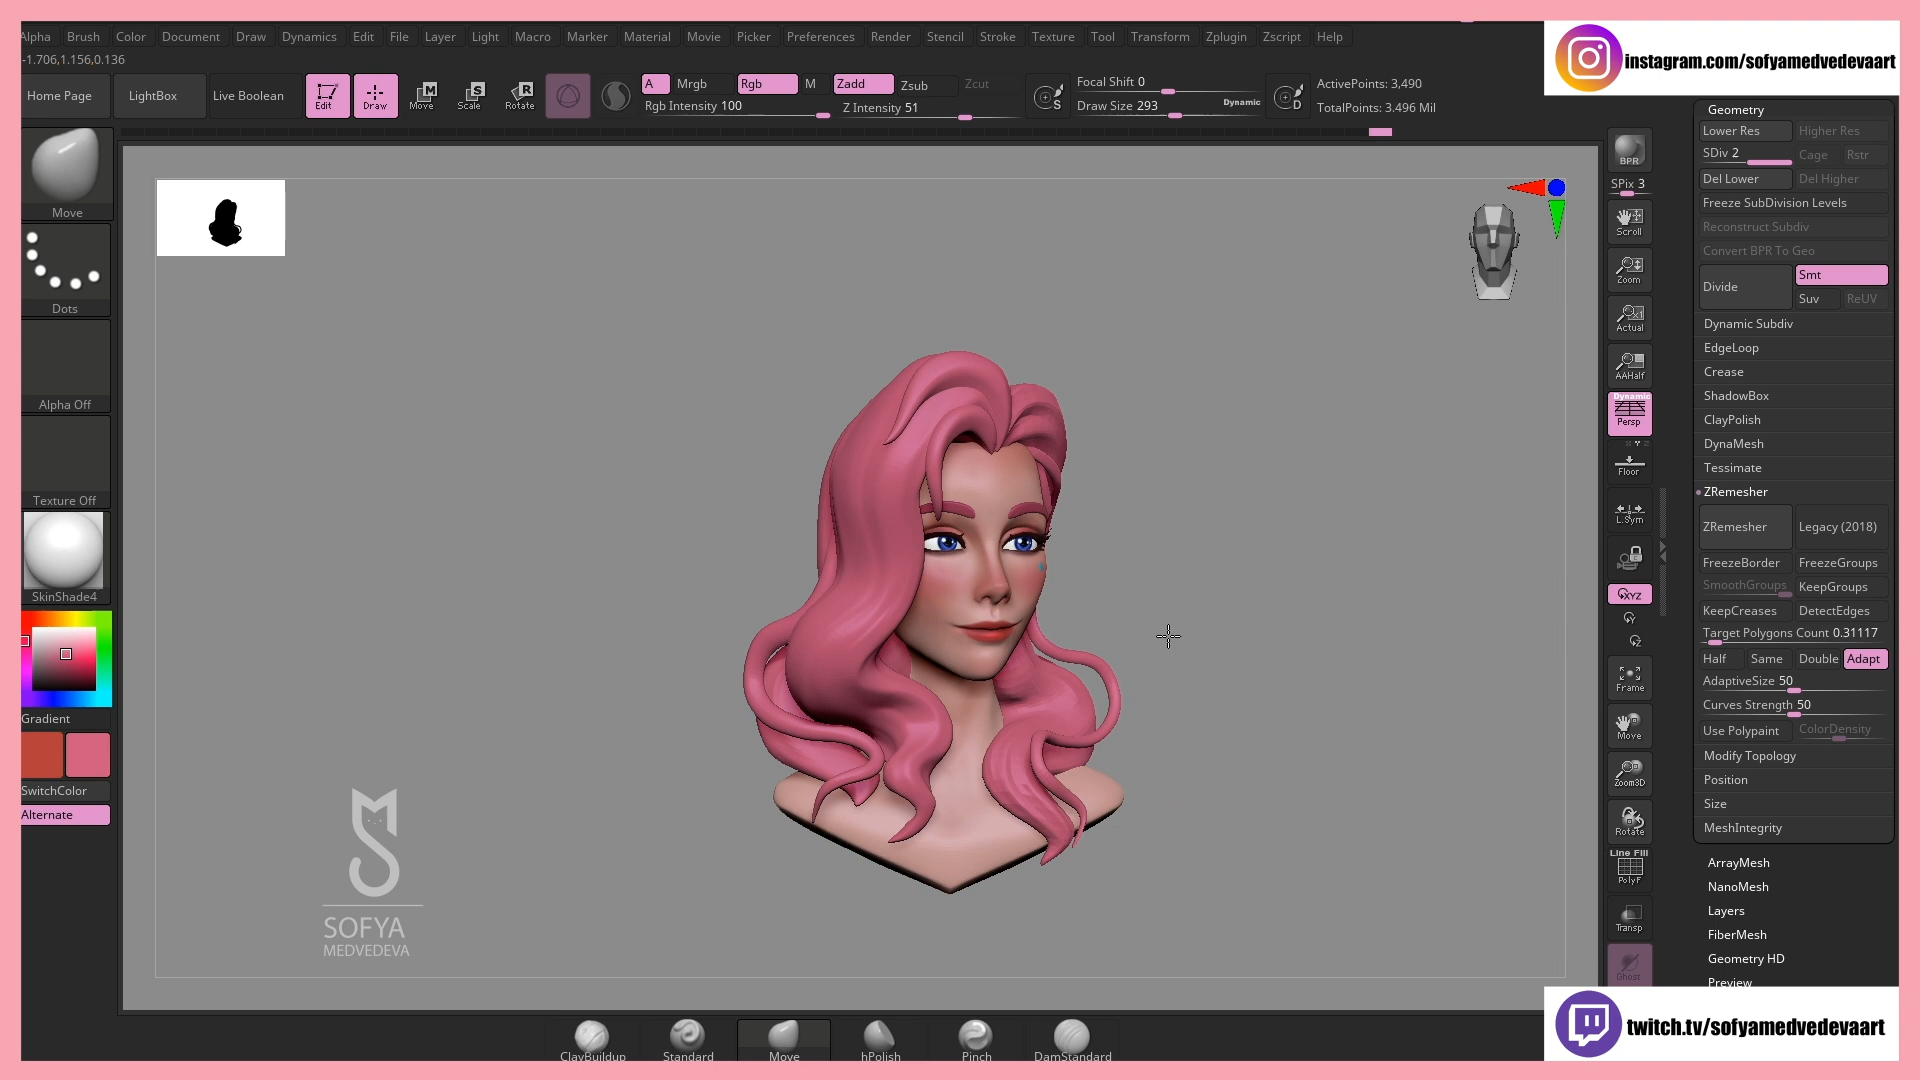 Alpha Brush Color Document Draw Dynamics Edit File Layer Light Macro Marker Material Movie Picker Preferences Render Stencil Stroke Texture Tool Transform Zplugin Zscript Help
instagram.com/sofyamedvedevaart
-1.706,1.156,0.136
Home Page LightBox Live Boolean Edit Draw Move Scale Rotate
A Mrgb Rgb M Zadd Zsub Zcut
Rgb Intensity 100 Z Intensity 51
S
Focal Shift 0
Draw Size 293 Dynamic
D
ActivePoints: 3,490
TotalPoints: 3.496 Mil
Move
Dots
Alpha Off
Texture Off
SkinShade4
Gradient
SwitchColor
Alternate
SOFYA
MEDVEDEVA
BPR
SPix 3
Scroll
Zoom
Actual
AAHalf
Dynamic
Persp
Floor
L.Sym
XYZ
Y
Z
Frame
Move
Zoom3D
Rotate
Line Fill
PolyF
Transp
Ghost
Geometry
Lower Res Higher Res
SDiv 2 Cage Rstr
Del Lower Del Higher
Freeze SubDivision Levels
Reconstruct Subdiv
Convert BPR To Geo
Divide Smt
Suv ReUV
Dynamic Subdiv
EdgeLoop
Crease
ShadowBox
ClayPolish
DynaMesh
Tessimate
ZRemesher
ZRemesher Legacy (2018)
FreezeBorder FreezeGroups
SmoothGroups KeepGroups
KeepCreases DetectEdges
Target Polygons Count 0.31117
Half Same Double Adapt
AdaptiveSize 50
Curves Strength 50
Use Polypaint ColorDensity
Modify Topology
Position
Size
MeshIntegrity
ArrayMesh
NanoMesh
Layers
FiberMesh
Geometry HD
Preview
ClayBuildup Standard Move hPolish Pinch DamStandard
twitch.tv/sofyamedvedevaart